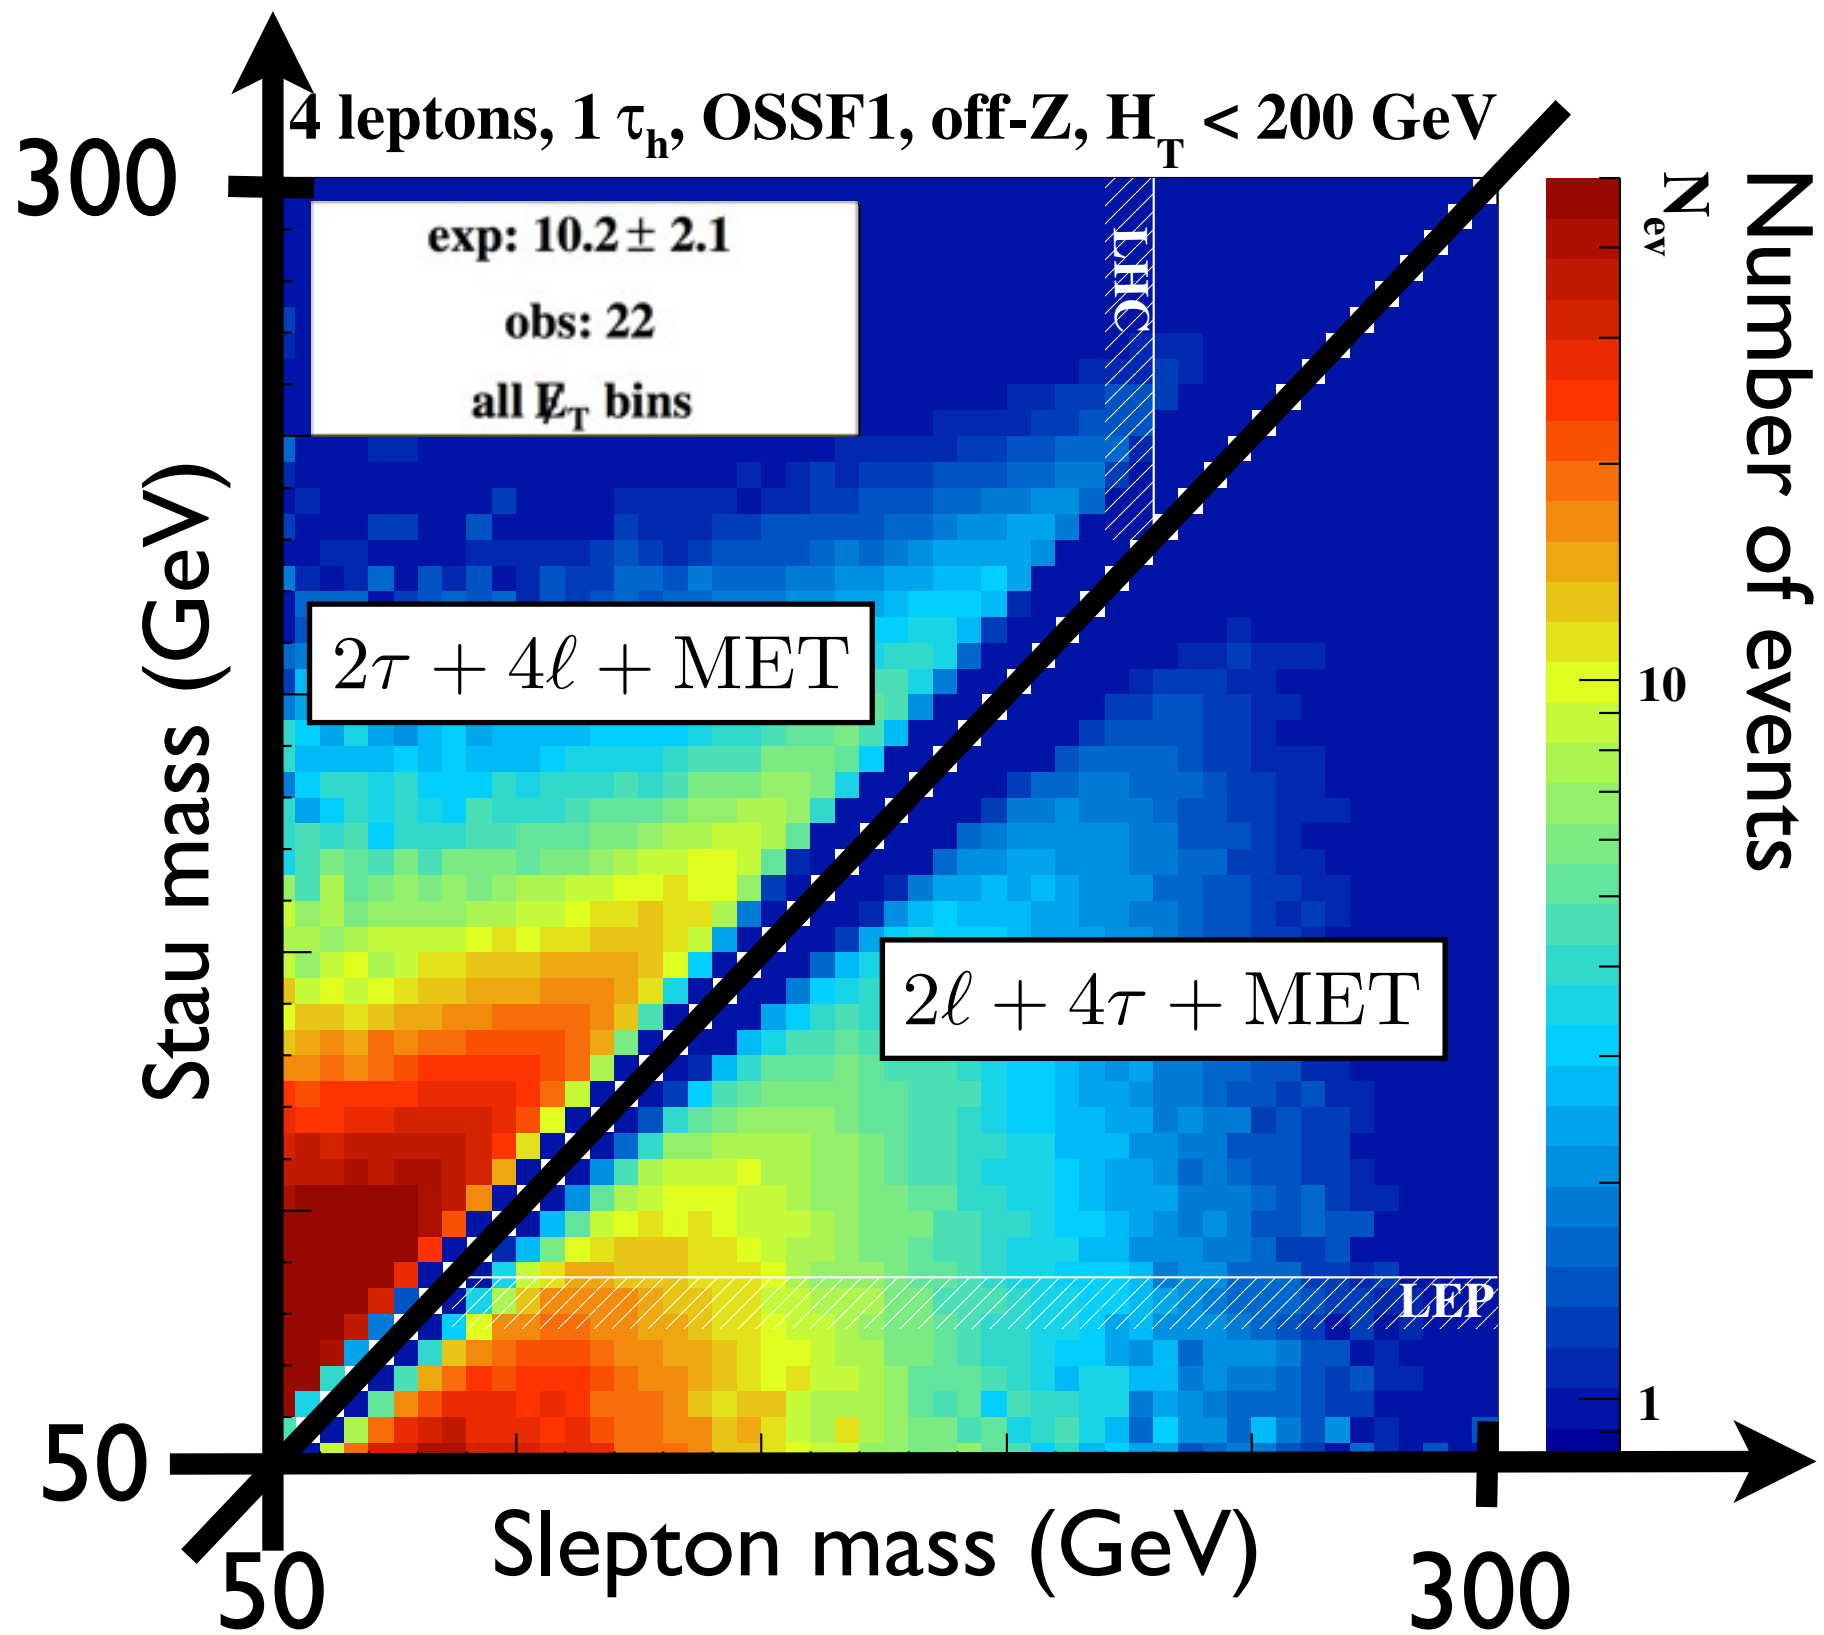 4 leptons, 1 τh, OSSF1, off-Z, HT < 200 GeV
300
exp: 10.2 ± 2.1
obs: 22
all E̸T bins
LHC
Nev
Number of events
2τ + 4ℓ + MET
10
Stau mass (GeV)
2ℓ + 4τ + MET
LEP
1
50
Slepton mass (GeV)
50
300